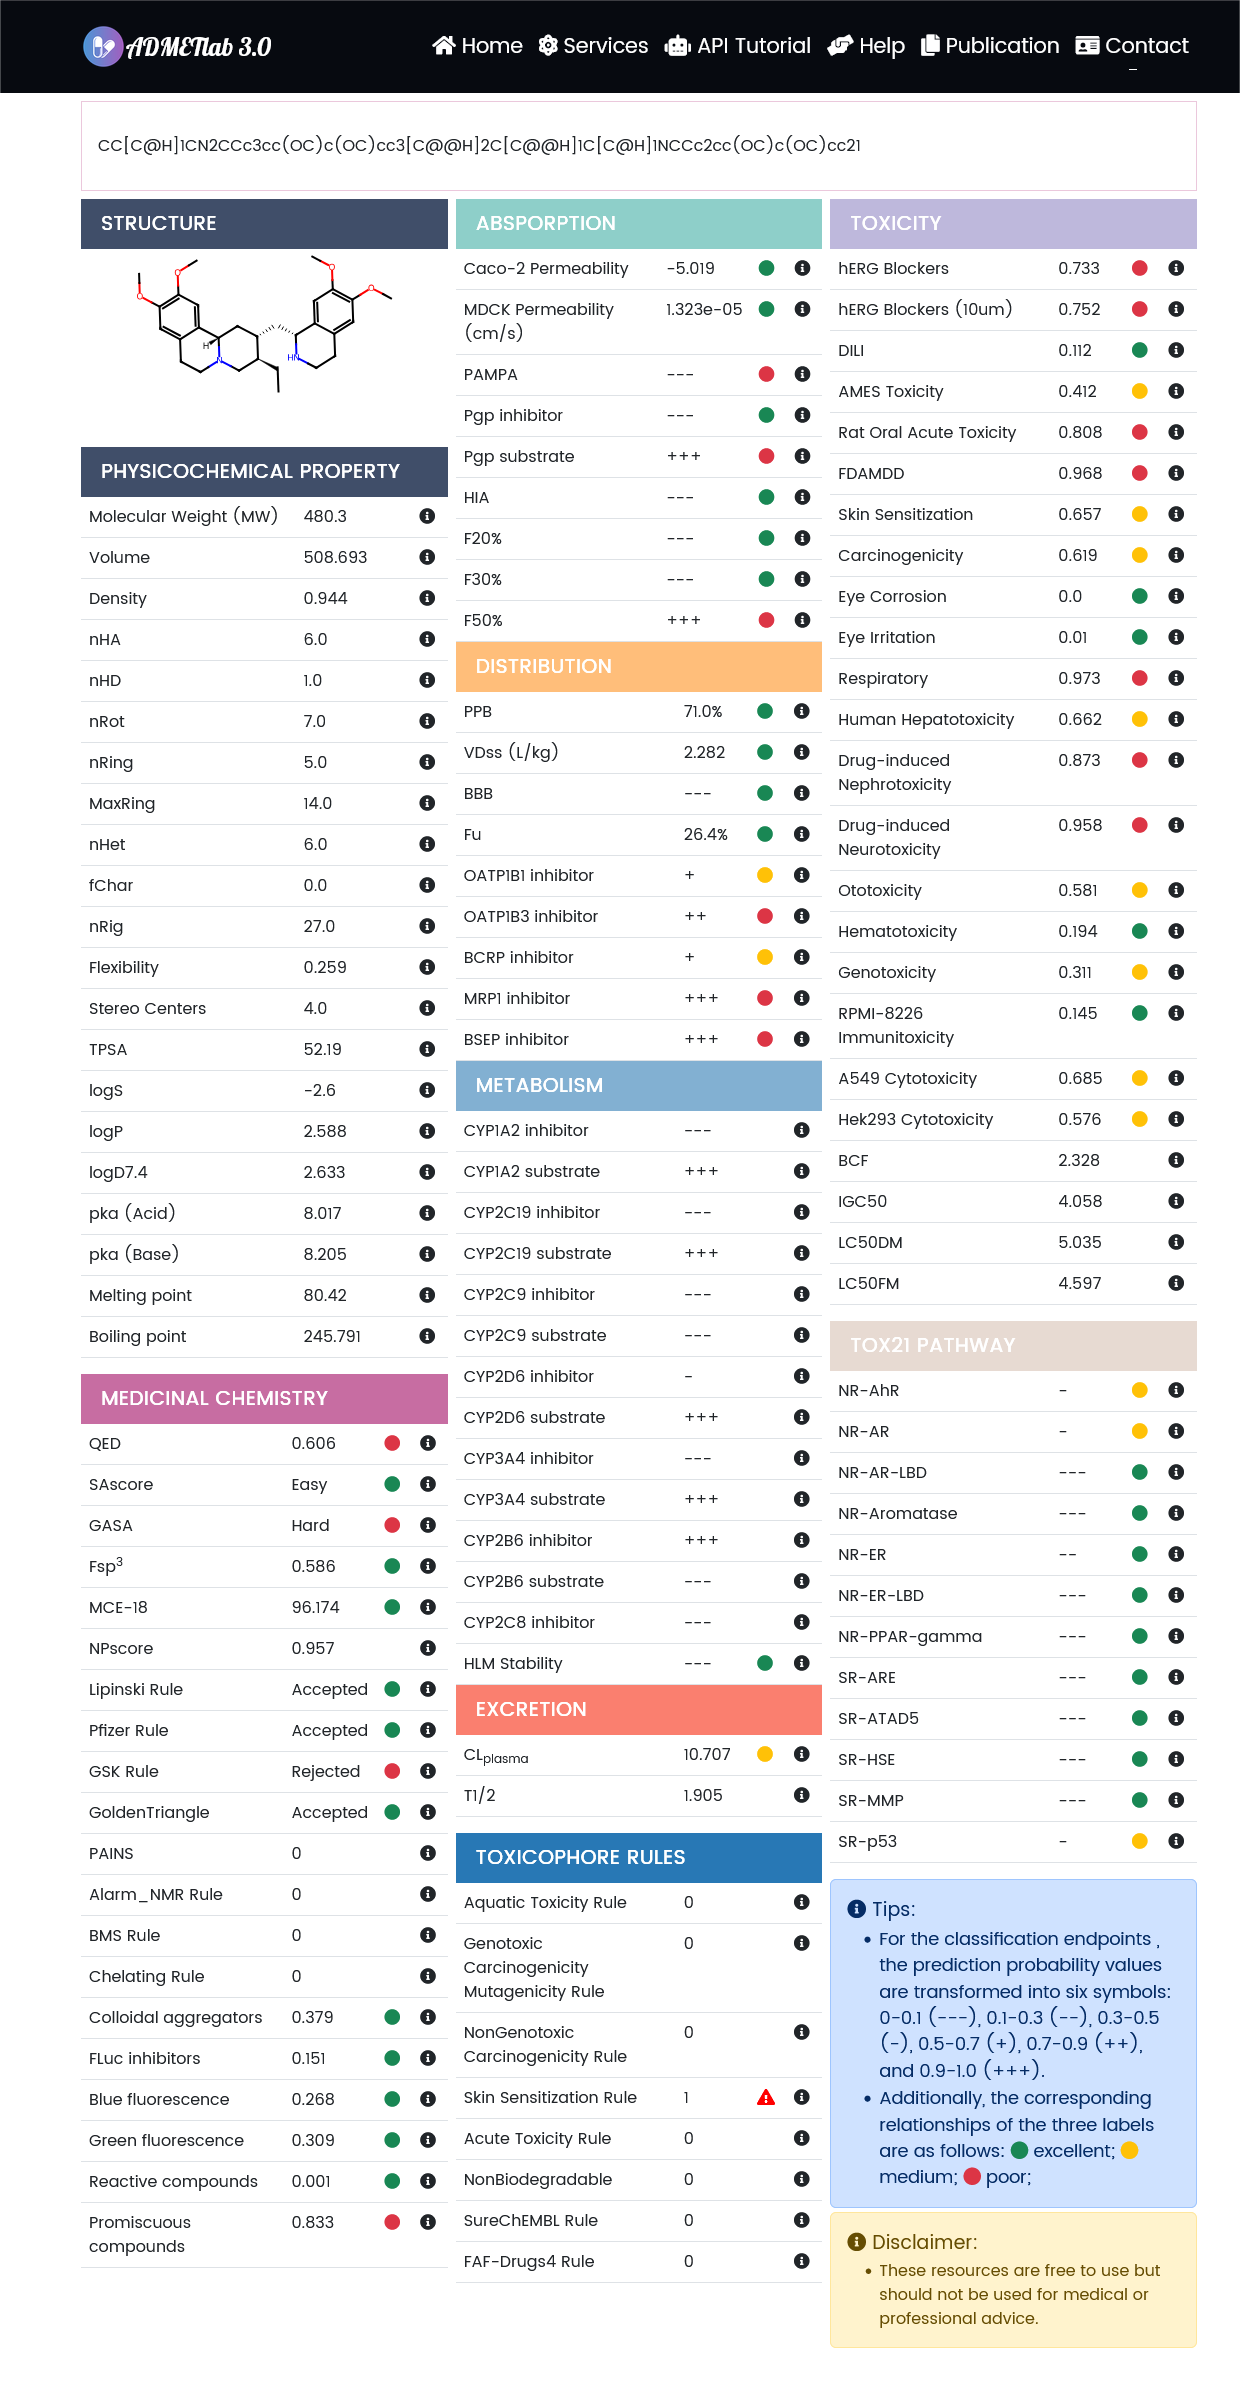 ADMETlab 3.0
Home Services API Tutorial Help Publication Contact
CC[C@H]1CN2CCc3cc(OC)c(OC)cc3[C@@H]2C[C@@H]1C[C@H]1NCCc2cc(OC)c(OC)cc21
STRUCTURE
O O O O
H N HN
PHYSICOCHEMICAL PROPERTY
Molecular Weight (MW) 480.3
Volume 508.693
Density 0.944
nHA 6.0
nHD 1.0
nRot 7.0
nRing 5.0
MaxRing 14.0
nHet 6.0
fChar 0.0
nRig 27.0
Flexibility 0.259
Stereo Centers 4.0
TPSA 52.19
logS -2.6
logP 2.588
logD7.4 2.633
pka (Acid) 8.017
pka (Base) 8.205
Melting point 80.42
Boiling point 245.791
MEDICINAL CHEMISTRY
QED 0.606
SAscore Easy
GASA Hard
Fsp3 0.586
MCE-18 96.174
NPscore 0.957
Lipinski Rule Accepted
Pfizer Rule Accepted
GSK Rule Rejected
GoldenTriangle Accepted
PAINS 0
Alarm_NMR Rule 0
BMS Rule 0
Chelating Rule 0
Colloidal aggregators 0.379
FLuc inhibitors 0.151
Blue fluorescence 0.268
Green fluorescence 0.309
Reactive compounds 0.001
Promiscuous 0.833
compounds
ABSPORPTION
Caco-2 Permeability -5.019
MDCK Permeability 1.323e-05
(cm/s)
PAMPA ---
Pgp inhibitor ---
Pgp substrate +++
HIA ---
F20% ---
F30% ---
F50% +++
DISTRIBUTION
PPB 71.0%
VDss (L/kg) 2.282
BBB ---
Fu 26.4%
OATP1B1 inhibitor +
OATP1B3 inhibitor ++
BCRP inhibitor +
MRP1 inhibitor +++
BSEP inhibitor +++
METABOLISM
CYP1A2 inhibitor ---
CYP1A2 substrate +++
CYP2C19 inhibitor ---
CYP2C19 substrate +++
CYP2C9 inhibitor ---
CYP2C9 substrate ---
CYP2D6 inhibitor -
CYP2D6 substrate +++
CYP3A4 inhibitor ---
CYP3A4 substrate +++
CYP2B6 inhibitor +++
CYP2B6 substrate ---
CYP2C8 inhibitor ---
HLM Stability ---
EXCRETION
CLplasma 10.707
T1/2 1.905
TOXICOPHORE RULES
Aquatic Toxicity Rule 0
Genotoxic 0
Carcinogenicity
Mutagenicity Rule
NonGenotoxic 0
Carcinogenicity Rule
Skin Sensitization Rule 1
Acute Toxicity Rule 0
NonBiodegradable 0
SureChEMBL Rule 0
FAF-Drugs4 Rule 0
TOXICITY
hERG Blockers 0.733
hERG Blockers (10um) 0.752
DILI 0.112
AMES Toxicity 0.412
Rat Oral Acute Toxicity 0.808
FDAMDD 0.968
Skin Sensitization 0.657
Carcinogenicity 0.619
Eye Corrosion 0.0
Eye Irritation 0.01
Respiratory 0.973
Human Hepatotoxicity 0.662
Drug-induced 0.873
Nephrotoxicity
Drug-induced 0.958
Neurotoxicity
Ototoxicity 0.581
Hematotoxicity 0.194
Genotoxicity 0.311
RPMI-8226 0.145
Immunitoxicity
A549 Cytotoxicity 0.685
Hek293 Cytotoxicity 0.576
BCF 2.328
IGC50 4.058
LC50DM 5.035
LC50FM 4.597
TOX21 PATHWAY
NR-AhR -
NR-AR -
NR-AR-LBD ---
NR-Aromatase ---
NR-ER --
NR-ER-LBD ---
NR-PPAR-gamma ---
SR-ARE ---
SR-ATAD5 ---
SR-HSE ---
SR-MMP ---
SR-p53 -
Tips:
• For the classification endpoints ,
the prediction probability values
are transformed into six symbols:
0-0.1 (---), 0.1-0.3 (--), 0.3-0.5
(-), 0.5-0.7 (+), 0.7-0.9 (++),
and 0.9-1.0 (+++).
• Additionally, the corresponding
relationships of the three labels
are as follows: excellent;
medium; poor;
Disclaimer:
• These resources are free to use but
should not be used for medical or
professional advice.